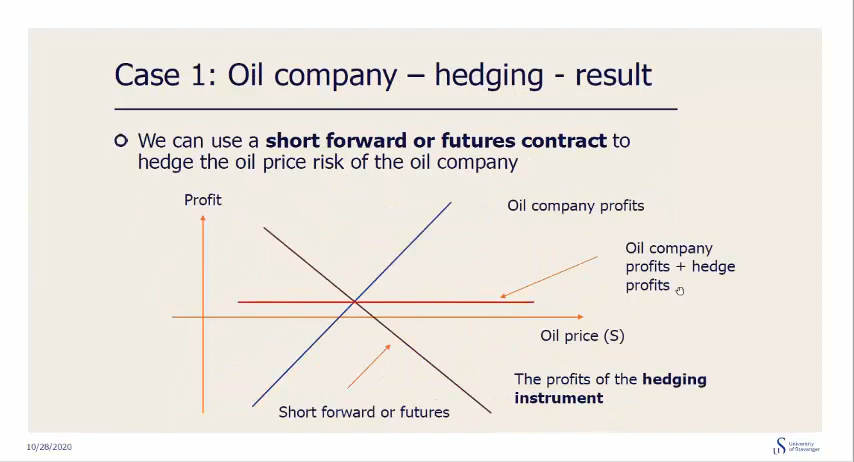 Case 1: Oil company – hedging - result
We can use a short forward or futures contract to
hedge the oil price risk of the oil company
Profit
Oil company profits
Oil company
profits + hedge
profits
Oil price (S)
The profits of the hedging
instrument
Short forward or futures
10/28/2020
University
of Stavanger